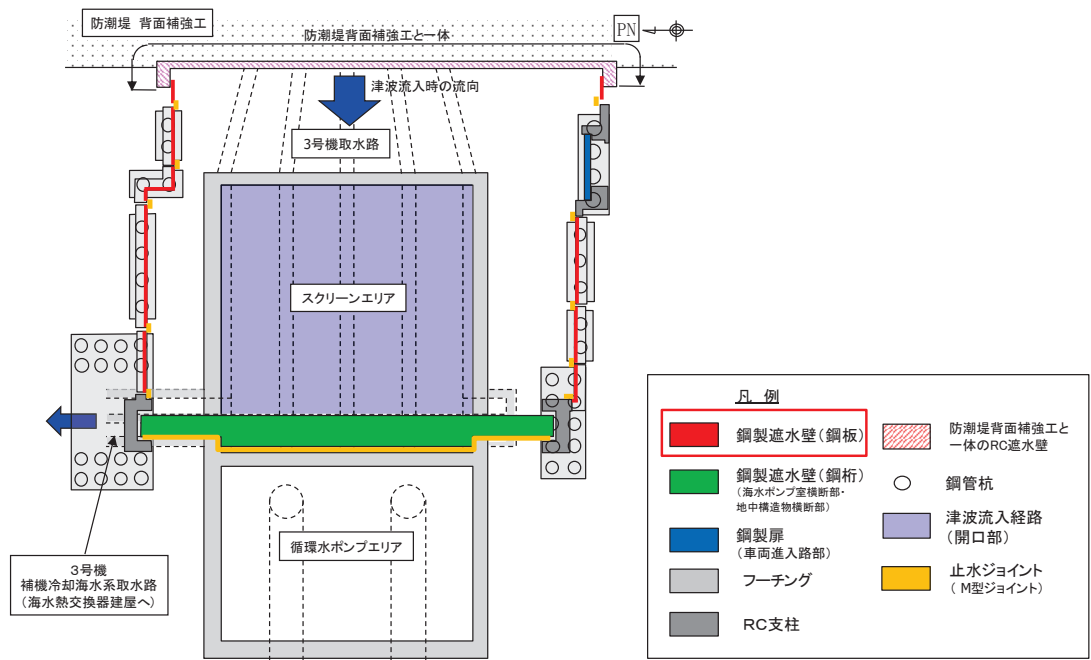 防潮堤 背面補強工
防潮堤背面補強工と一体
PN
津波流入時の流向
3号機取水路
スクリーンエリア
循環水ポンプエリア
3号機
補機冷却海水系取水路
(海水熱交換器建屋へ)
凡 例
鋼製遮水壁(鋼板)
鋼製遮水壁(鋼桁)
(海水ポンプ室横断部・
地中構造物横断部)
鋼製扉
(車両進入路部)
フーチング
RC支柱
防潮堤背面補強工と
一体のRC遮水壁
鋼管杭
津波流入経路
(開口部)
止水ジョイント
( M型ジョイント)